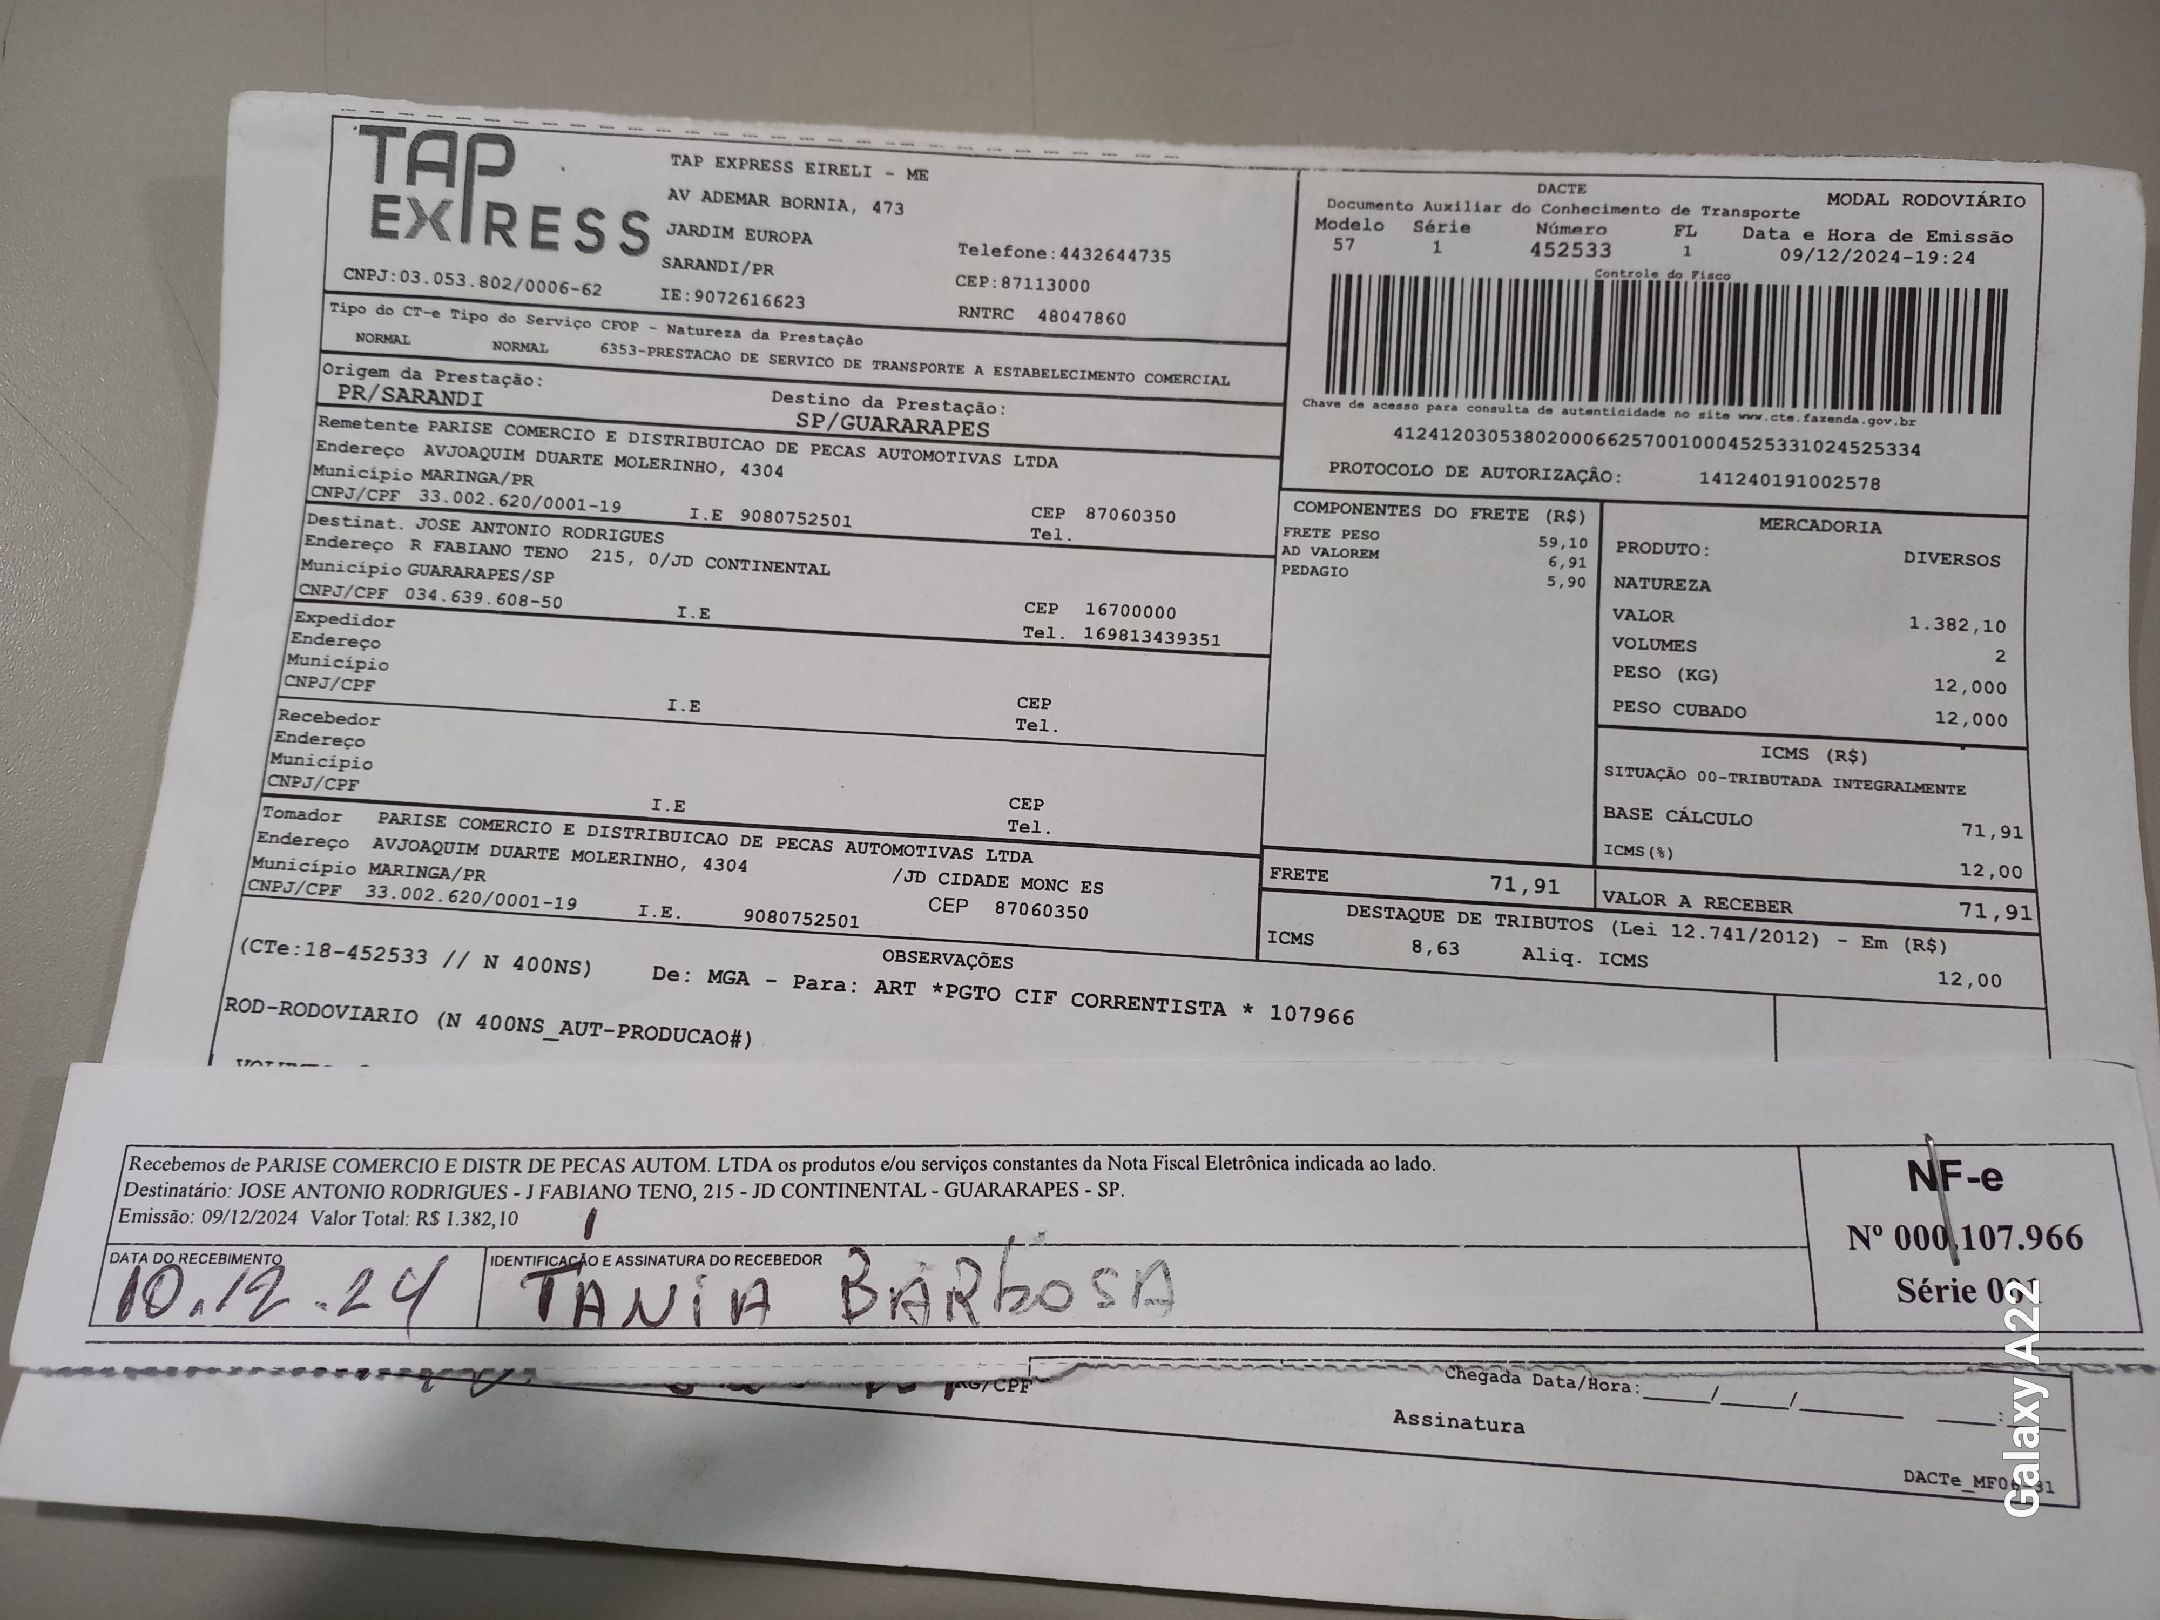 TAP EXPRESS
TAP EXPRESS EIRELI - ME
AV ADEMAR BORNIA, 473
JARDIM EUROPA
SARANDI/PR
Telefone:4432644735
CEP:87113000
CNPJ:03.053.802/0006-62 IE:9072616623 RNTRC 48047860
DACTE MODAL RODOVIÁRIO
Documento Auxiliar do Conhecimento de Transporte
Modelo Série Número FL Data e Hora de Emissão
57 1 452533 1 09/12/2024-19:24
Controle do Fisco
Chave de acesso para consulta de autenticidade no site www.cte.fazenda.gov.br
41241203053802000662570010004525331024525334
PROTOCOLO DE AUTORIZAÇÂO: 141240191002578
Tipo do CT-e Tipo do Serviço CFOP - Natureza da Prestação
NORMAL NORMAL 6353-PRESTACAO DE SERVICO DE TRANSPORTE A ESTABELECIMENTO COMERCIAL
Origem da Prestação: Destino da Prestação:
PR/SARANDI SP/GUARARAPES
Remetente PARISE COMERCIO E DISTRIBUICAO DE PECAS AUTOMOTIVAS LTDA
Endereço AVJOAQUIM DUARTE MOLERINHO, 4304
Município MARINGA/PR
CNPJ/CPF 33.002.620/0001-19 I.E 9080752501 CEP 87060350
Tel.
Destinat. JOSE ANTONIO RODRIGUES
Endereço R FABIANO TENO 215, 0/JD CONTINENTAL
Município GUARARAPES/SP CEP 16700000
CNPJ/CPF 034.639.608-50 I.E Tel. 169813439351
Expedidor
Endereço
Município
CNPJ/CPF I.E CEP
Tel.
Recebedor
Endereço
Município
CNPJ/CPF I.E CEP
Tel.
Tomador PARISE COMERCIO E DISTRIBUICAO DE PECAS AUTOMOTIVAS LTDA
Endereço AVJOAQUIM DUARTE MOLERINHO, 4304 /JD CIDADE MONC ES
Município MARINGA/PR
CNPJ/CPF 33.002.620/0001-19 I.E. 9080752501 CEP 87060350
COMPONENTES DO FRETE (R$)
FRETE PESO 59,10
AD VALOREM 6,91
PEDAGIO 5,90
MERCADORIA
PRODUTO: DIVERSOS
NATUREZA
VALOR 1.382,10
VOLUMES 2
PESO (KG) 12,000
PESO CUBADO 12,000
ICMS (R$)
SITUAÇÃO 00-TRIBUTADA INTEGRALMENTE
BASE CÁLCULO 71,91
ICMS(%) 12,00
FRETE 71,91 VALOR A RECEBER 71,91
DESTAQUE DE TRIBUTOS (Lei 12.741/2012) - Em (R$)
ICMS 8,63 Aliq. ICMS 12,00
OBSERVAÇÕES
(CTe:18-452533 // N 400NS) De: MGA - Para: ART *PGTO CIF CORRENTISTA * 107966
ROD-RODOVIARIO (N 400NS_AUT-PRODUCAO#)
Recebemos de PARISE COMERCIO E DISTR DE PECAS AUTOM. LTDA os produtos e/ou serviços constantes da Nota Fiscal Eletrônica indicada ao lado.
Destinatário: JOSE ANTONIO RODRIGUES - J FABIANO TENO, 215 - JD CONTINENTAL - GUARARAPES - SP.
Emissão: 09/12/2024 Valor Total: R$ 1.382,10
DATA DO RECEBIMENTO IDENTIFICAÇÃO E ASSINATURA DO RECEBEDOR
10.12.24 TÂNIA BARBOSA
NF-e
Nº 000.107.966
Série 001
RG/CPF Chegada Data/Hora:_____/_____/________ ____:____
Assinatura
Galaxy A22